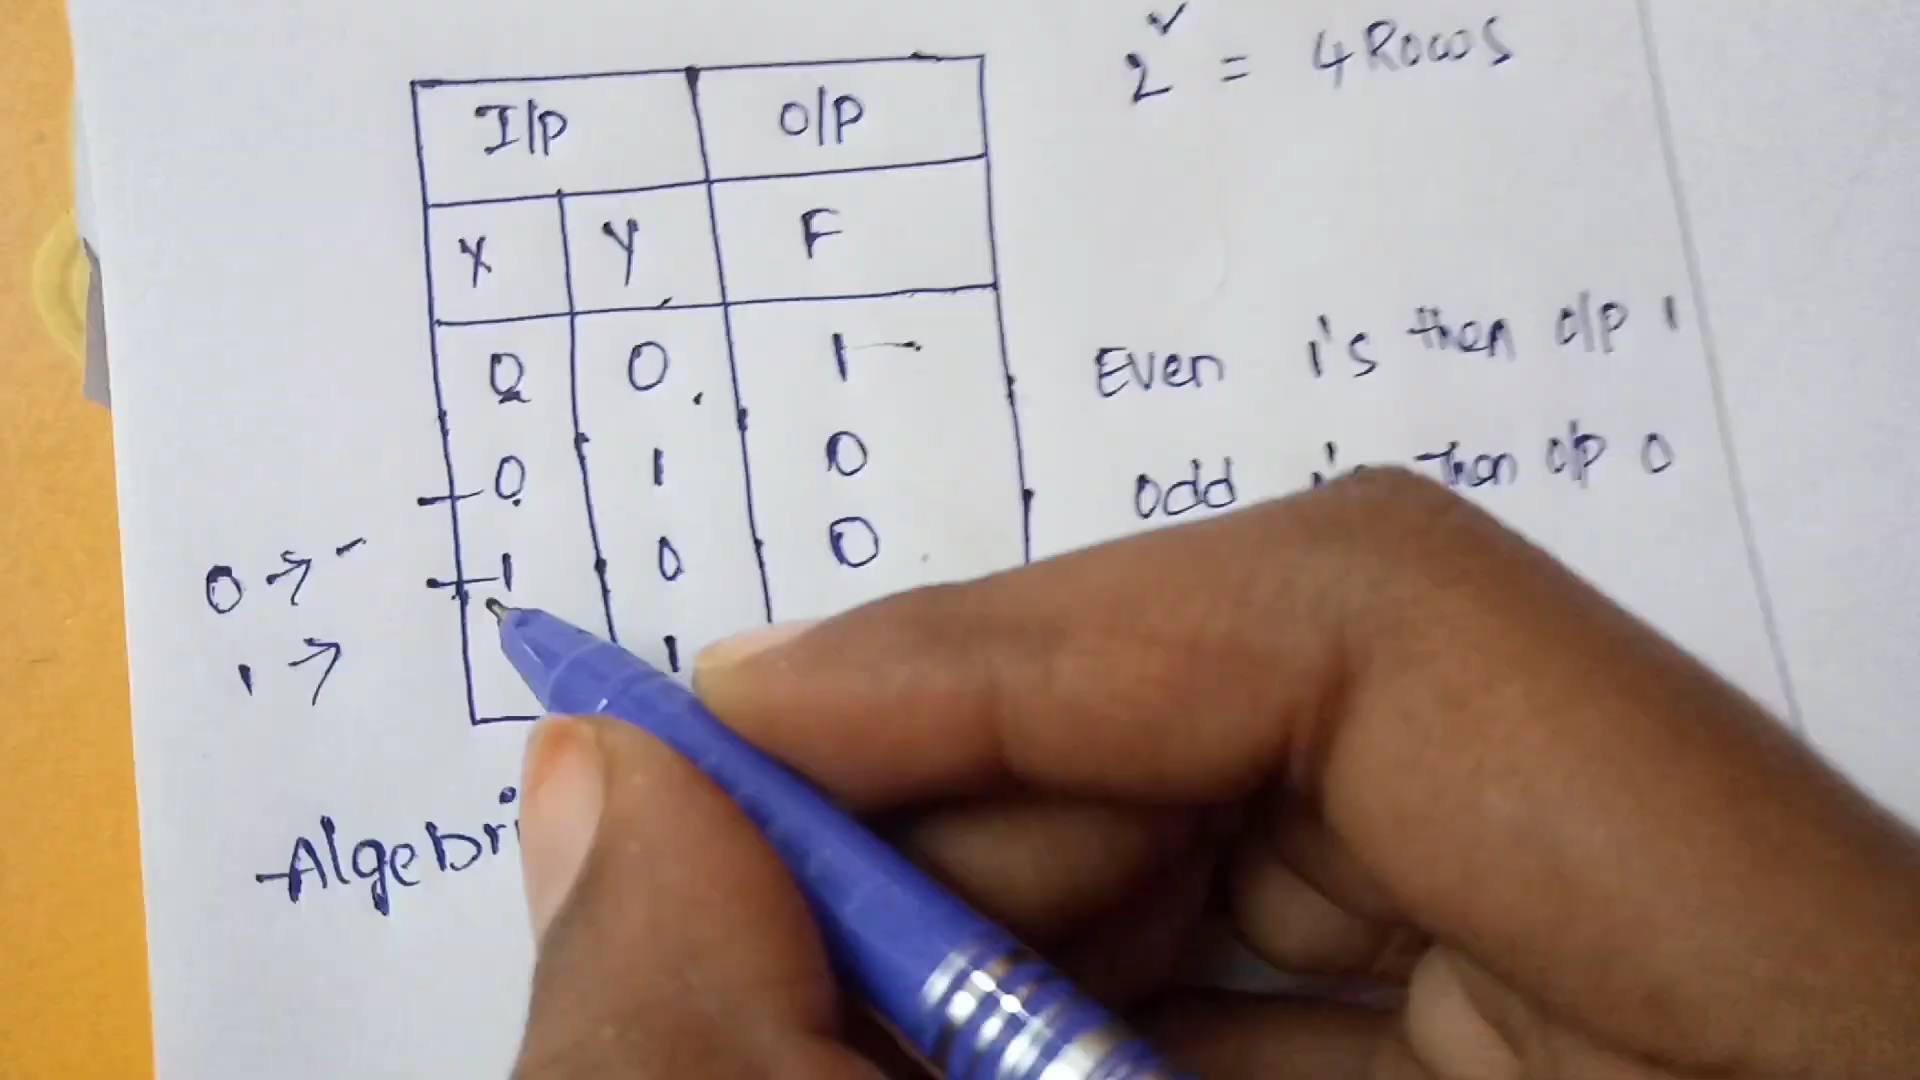 2 = 4 Rows
I/P O/P
X Y F
0 0 1
0 1 0
1 0 0
1
Even 1's then O/P 1
odd then O/P 0
0 →
1 →
Algebri